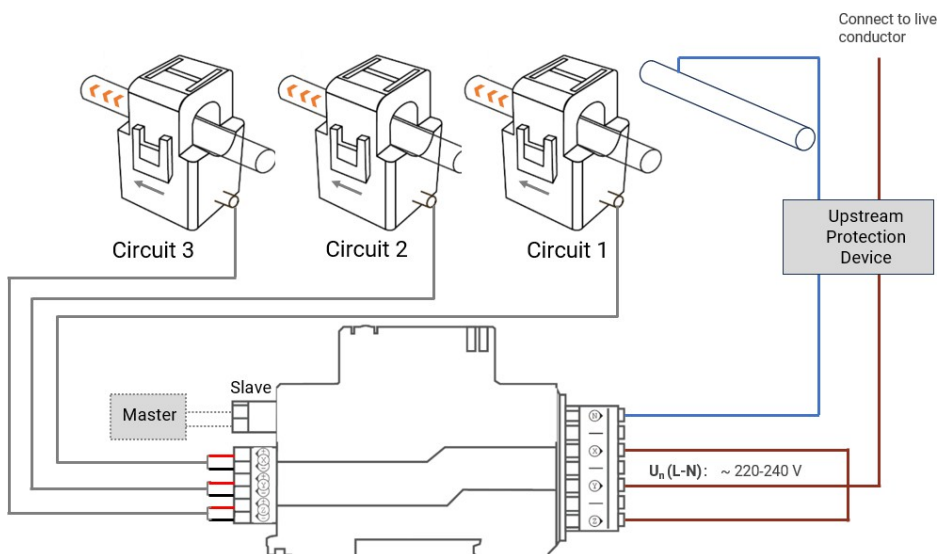 Connect to live
conductor
Circuit 3
Circuit 2
Circuit 1
Upstream
Protection
Device
Slave
Master
N
X
Uₙ (L-N): ~ 220-240 V
Y